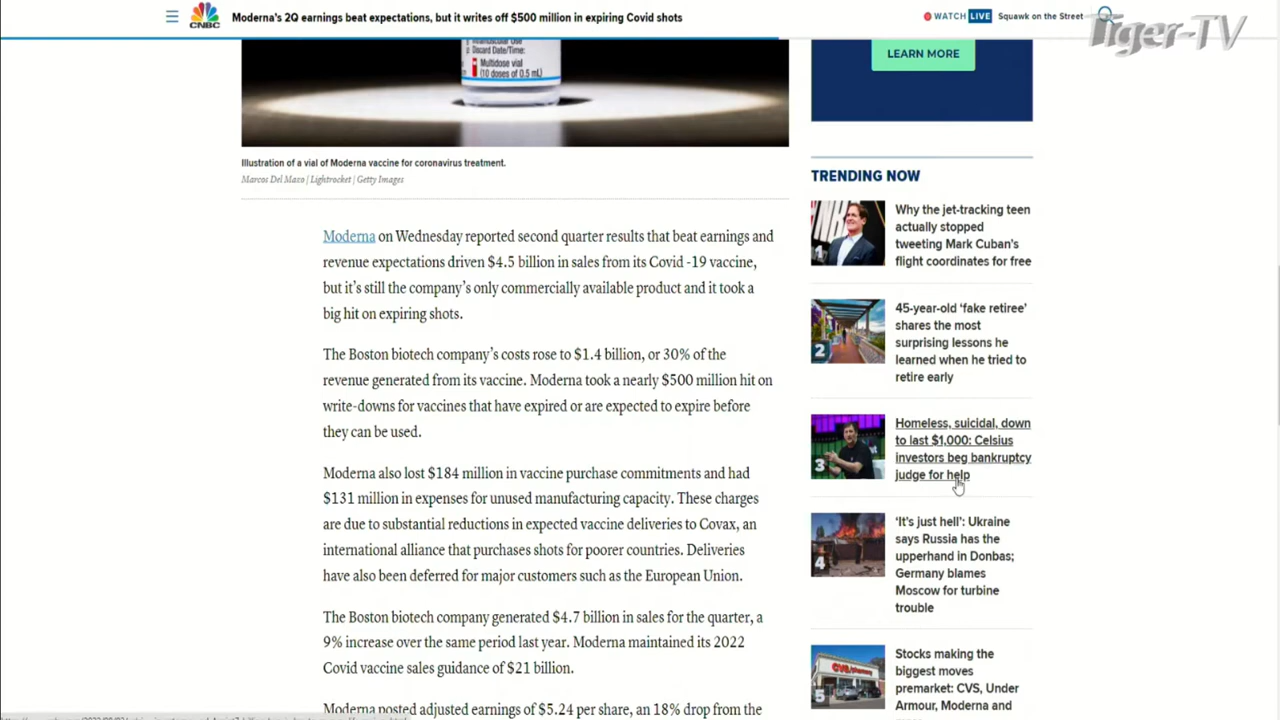 Moderna's 2Q earnings beat expectations, but it writes off $500 million in expiring Covid shots
CNBC
WATCH LIVE
Squawk on the Street
Tiger-TV
Discard Date/Time:
Multidose vial
(10 doses of 0.5 mL)
Illustration of a vial of Moderna vaccine for coronavirus treatment.
Marcos Del Mazo | Lightrocket | Getty Images
Moderna on Wednesday reported second quarter results that beat earnings and
revenue expectations driven $4.5 billion in sales from its Covid -19 vaccine,
but it's still the company's only commercially available product and it took a
big hit on expiring shots.
The Boston biotech company's costs rose to $1.4 billion, or 30% of the
revenue generated from its vaccine. Moderna took a nearly $500 million hit on
write-downs for vaccines that have expired or are expected to expire before
they can be used.
Moderna also lost $184 million in vaccine purchase commitments and had
$131 million in expenses for unused manufacturing capacity. These charges
are due to substantial reductions in expected vaccine deliveries to Covax, an
international alliance that purchases shots for poorer countries. Deliveries
have also been deferred for major customers such as the European Union.
The Boston biotech company generated $4.7 billion in sales for the quarter, a
9% increase over the same period last year. Moderna maintained its 2022
Covid vaccine sales guidance of $21 billion.
Moderna posted adjusted earnings of $5.24 per share, an 18% drop from the
LEARN MORE
TRENDING NOW
1
Why the jet-tracking teen
actually stopped
tweeting Mark Cuban's
flight coordinates for free
2
45-year-old 'fake retiree'
shares the most
surprising lessons he
learned when he tried to
retire early
3
Homeless, suicidal, down
to last $1,000: Celsius
investors beg bankruptcy
judge for help
4
'It's just hell': Ukraine
says Russia has the
upperhand in Donbas;
Germany blames
Moscow for turbine
trouble
5
CVS/pharmacy
Stocks making the
biggest moves
premarket: CVS, Under
Armour, Moderna and